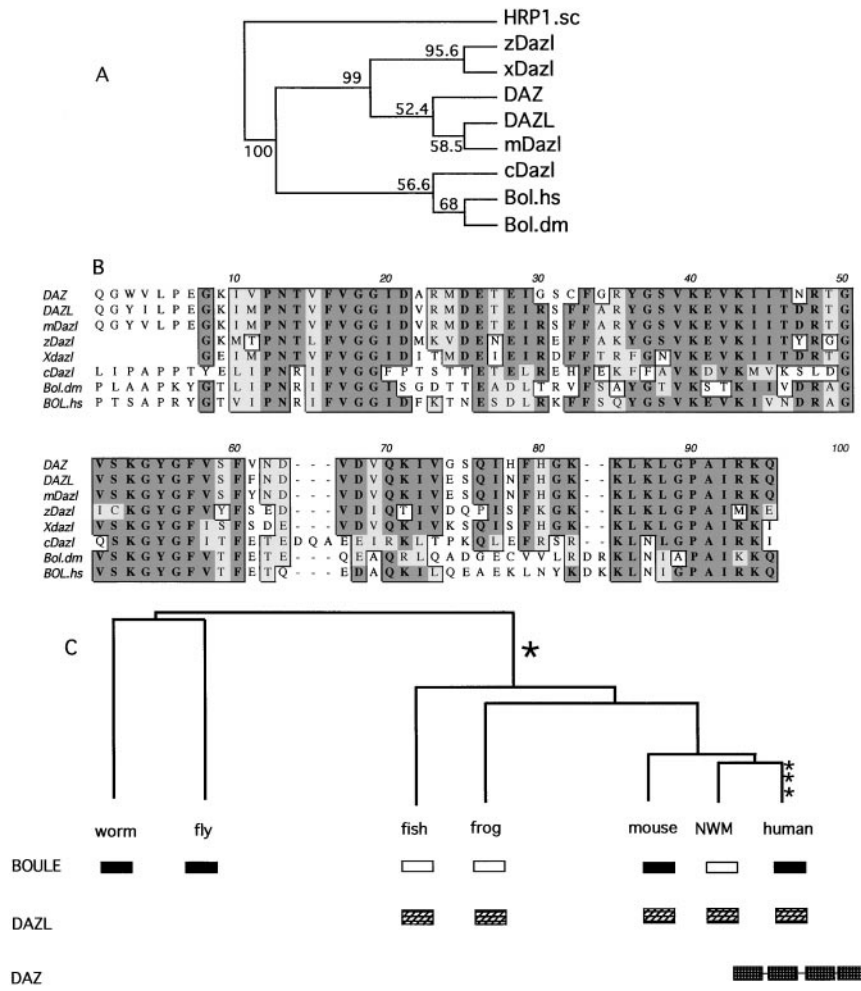 A
HRP1.sc
zDazl
95.6
xDazl
99
DAZ
52.4
DAZL
58.5
mDazl
100
cDazl
56.6
Bol.hs
68
Bol.dm
B
10 20 30 40 50
DAZ Q G W V L P E G K I V P N T V F V G G I D A R M D E T E I G S C F G R Y G S V K E V K I I T N R T G
DAZL Q G Y I L P E G K I M P N T V F V G G I D V R M D E T E I R S F F A R Y G S V K E V K I I T D R T G
mDazl Q G Y V L P E G K I M P N T V F V G G I D V R M D E T E I R S F F A R Y G S V K E V K I I T D R T G
zDazl G K M T P N T L F V G G I D M K V D E N E I R E F F A K Y G S V K E V K I I T Y R G G
Xdazl G E I M P N T V F V G G I D I T M D E I E I R D F F T R F G N V K E V K I I T D R T G
cDazl L I P A P P T Y E L I P N R I F V G G F P T S T T E T E L R E H F E K F F A V K D V K M V K S L D G
Bol.dm P L A A P K Y G T L I P N R I F V G G I S G D T T E A D L T R V F S A Y G T V K S T K I I V D R A G
BOL.hs P T S A P R Y G T V I P N R I F V G G I D F K T N E S D L R K F F S Q Y G S V K E V K I V N D R A G
60 70 80 90 100
DAZ V S K G Y G F V S F V N D - - - V D V Q K I V G S Q I H F H G K - - K L K L G P A I R K Q
DAZL V S K G Y G F V S F F N D - - - V D V Q K I V E S Q I N F H G K - - K L K L G P A I R K Q
mDazl V S K G Y G F V S F Y N D - - - V D V Q K I V E S Q I N F H G K - - K L K L G P A I R K Q
zDazl I C K G Y G F V Y F S E D - - - V D V Q T I V D Q P I S F K G K - - K L K L G P A I M K E
Xdazl V S K G Y G F I S F S D E - - - V D V Q K I V K S Q I S F H G K - - K L K L G P A I R K I
cDazl Q S K G Y G F I T F E T E D Q A E E I R K L T P K Q L E F R S R - - K L N L G P A I R K I
Bol.dm V S K G Y G F V T F E T E - - - Q E A Q R L Q A D G E C V V L R D R K L N I A P A I K K Q
BOL.hs V S K G Y G F V T F E T Q - - - E D A Q K I L Q E A E K L N Y K D K K L N I G P A I R K Q
C
*
*
*
*
worm fly fish frog mouse NWM human
BOULE
DAZL
DAZ